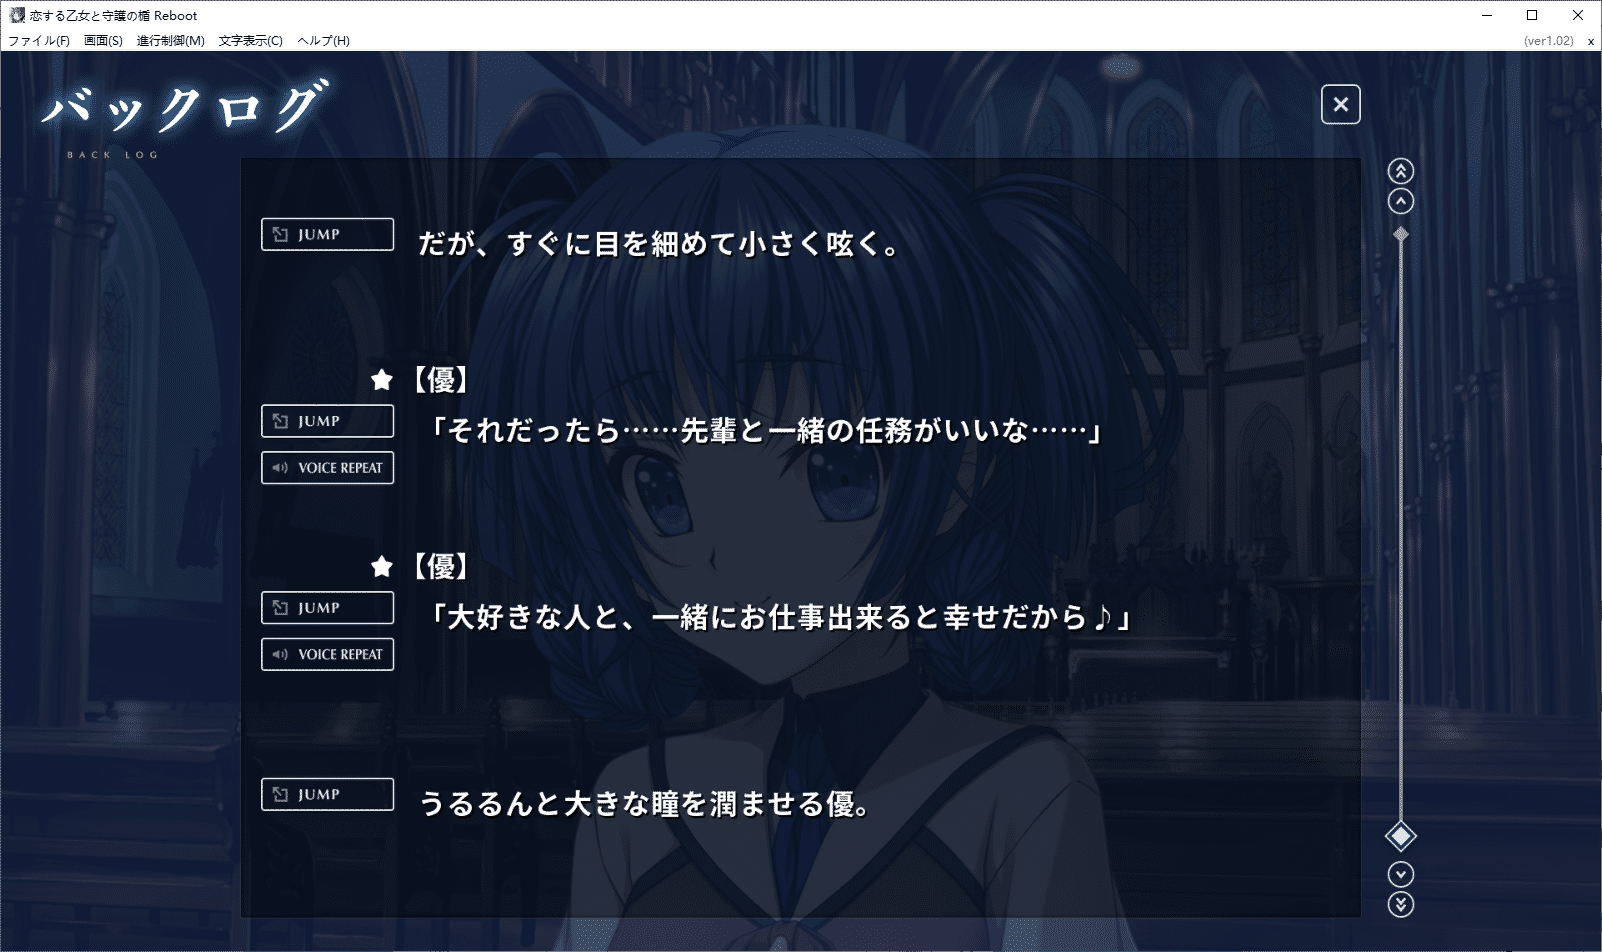 恋する乙女と守護の楯 Reboot
ファイル(F) 画面(S) 進行制御(M) 文字表示(C) ヘルプ(H) (ver1.02) x
バックログ
BACK LOG
JUMP だが、すぐに目を細めて小さく呟く。
★【優】
JUMP 「それだったら……先輩と一緒の任務がいいな……」
VOICE REPEAT
★【優】
JUMP 「大好きな人と、一緒にお仕事出来ると幸せだから♪」
VOICE REPEAT
JUMP うるるんと大きな瞳を潤ませる優。